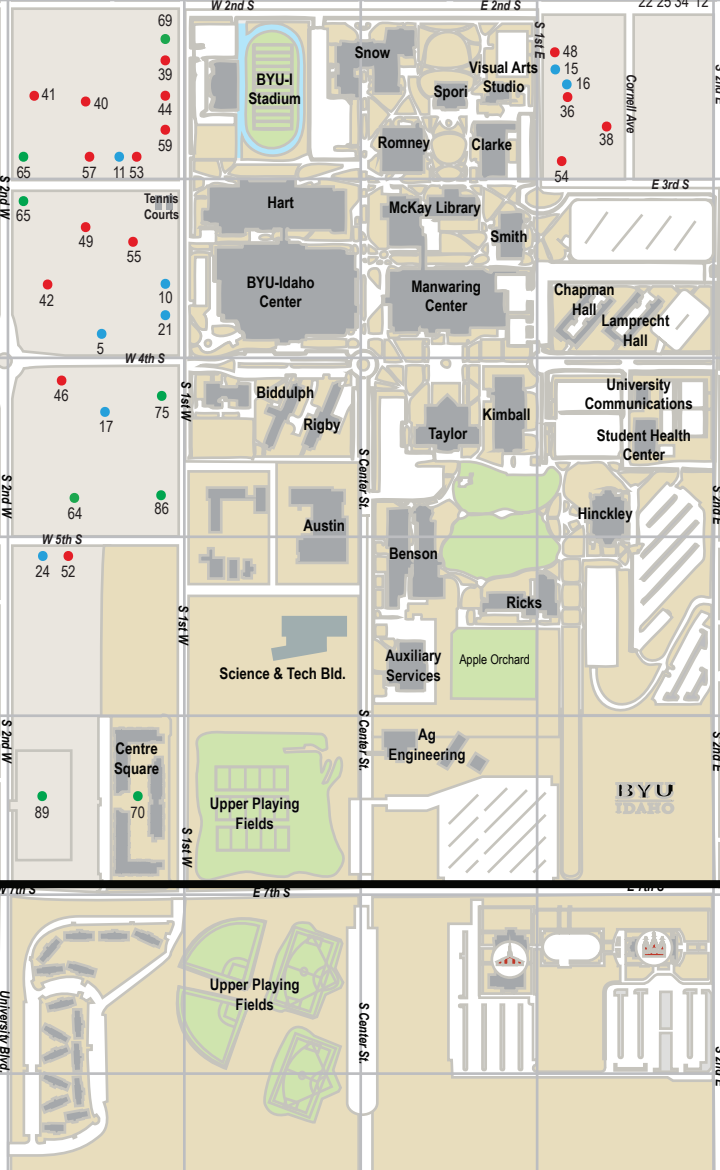 W 2nd S
E 2nd S
22 25 34 12
69
39
41
40
44
59
65
57
11
53
BYU-I
Stadium
Snow
Spori
Visual Arts
Studio
Romney
Clarke
S 1st E
48
15
16
36
38
54
Cornell Ave
S 2nd E
S 2nd W
E 3rd S
65
Tennis
Courts
49
55
42
10
21
5
Hart
McKay Library
Smith
BYU-Idaho
Center
Manwaring
Center
Chapman
Hall
Lamprecht
Hall
W 4th S
46
17
75
64
86
S 1st W
Biddulph
Rigby
Taylor
Kimball
University
Communications
Student Health
Center
S 2nd W
S Center St.
S 2nd E
Austin
Hinckley
W 5th S
24
52
Benson
Ricks
S 1st W
Science & Tech Bld.
Auxiliary
Services
Apple Orchard
S 2nd W
Centre
Square
S Center St.
Ag
Engineering
S 2nd E
89
70
Upper Playing
Fields
BYU
IDAHO
S 1st W
W 7th S
E 7th S
E 7th S
Upper Playing
Fields
University Blvd.
S Center St.
S 2nd E